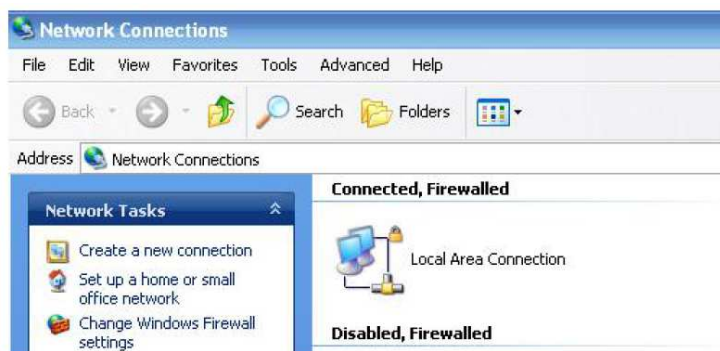 Network Connections
File Edit View Favorites Tools Advanced Help
Back Search Folders
Address Network Connections
Network Tasks
Create a new connection
Set up a home or small
office network
Change Windows Firewall
settings
Connected, Firewalled
Local Area Connection
Disabled, Firewalled